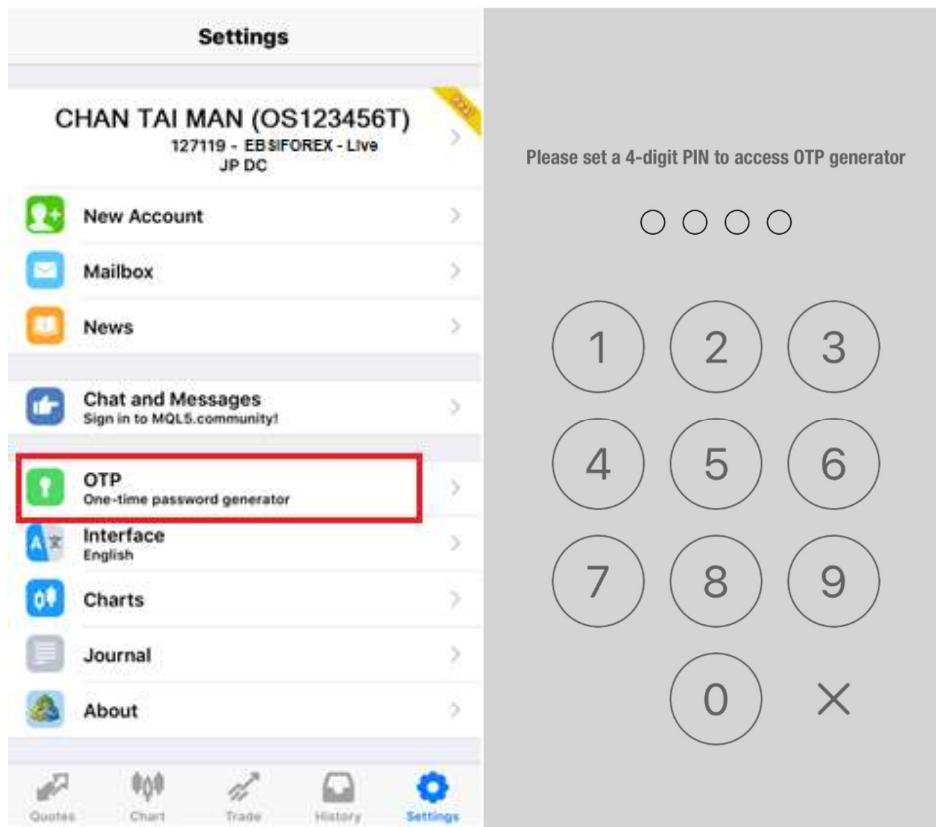 Settings
CHAN TAI MAN (OS123456T)
127119 - EBSIFOREX - Live
JP DC
New Account
Mailbox
News
Chat and Messages
Sign in to MQL5.community!
OTP
One-time password generator
Interface
English
Charts
Journal
About
Quotes
Chart
Trade
History
Settings
Please set a 4-digit PIN to access OTP generator
1 2 3
4 5 6
7 8 9
0 ×